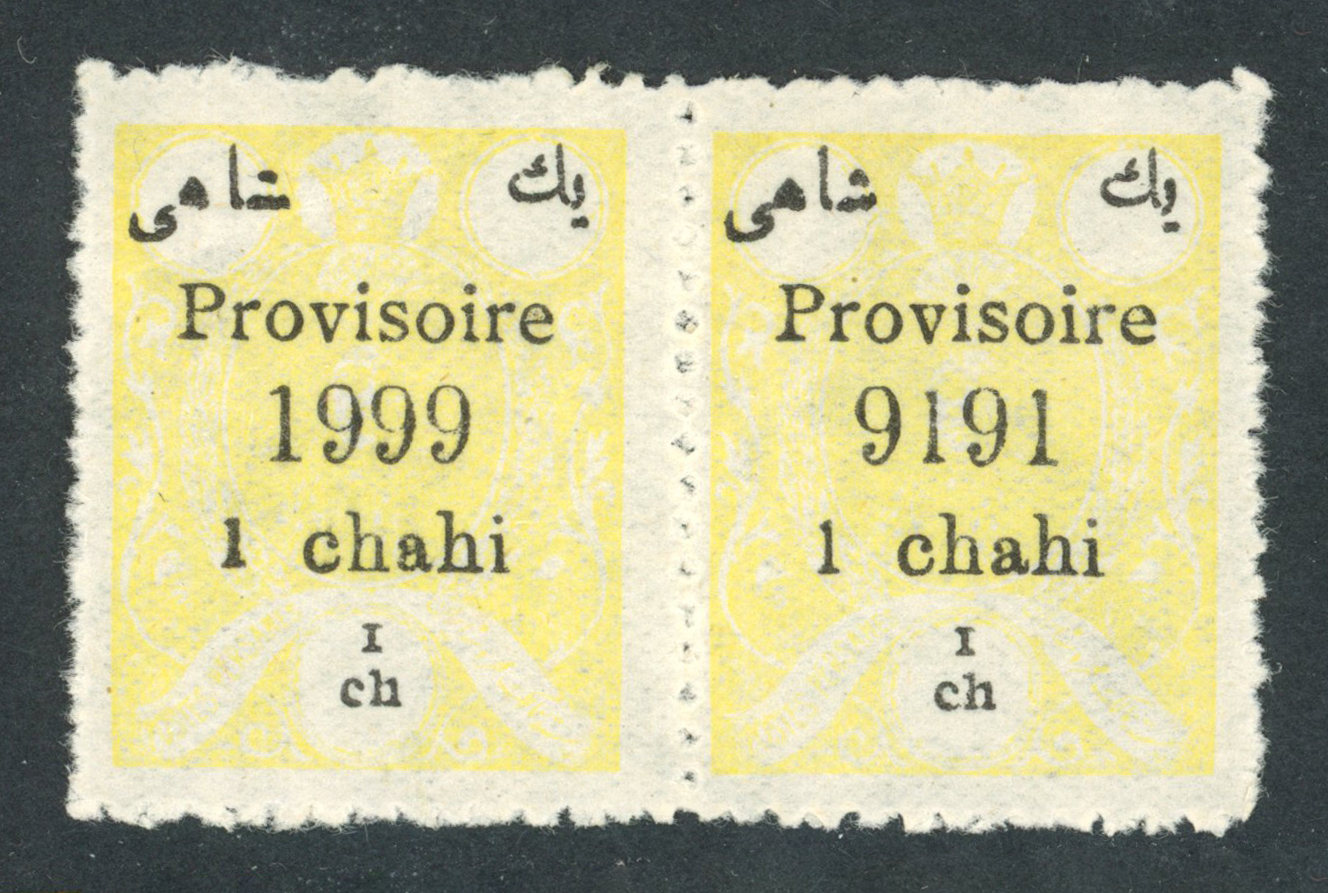 یك شاهی
Provisoire
1999
1 chahi
1
ch
یك شاهی
Provisoire
9191
1 chahi
1
ch